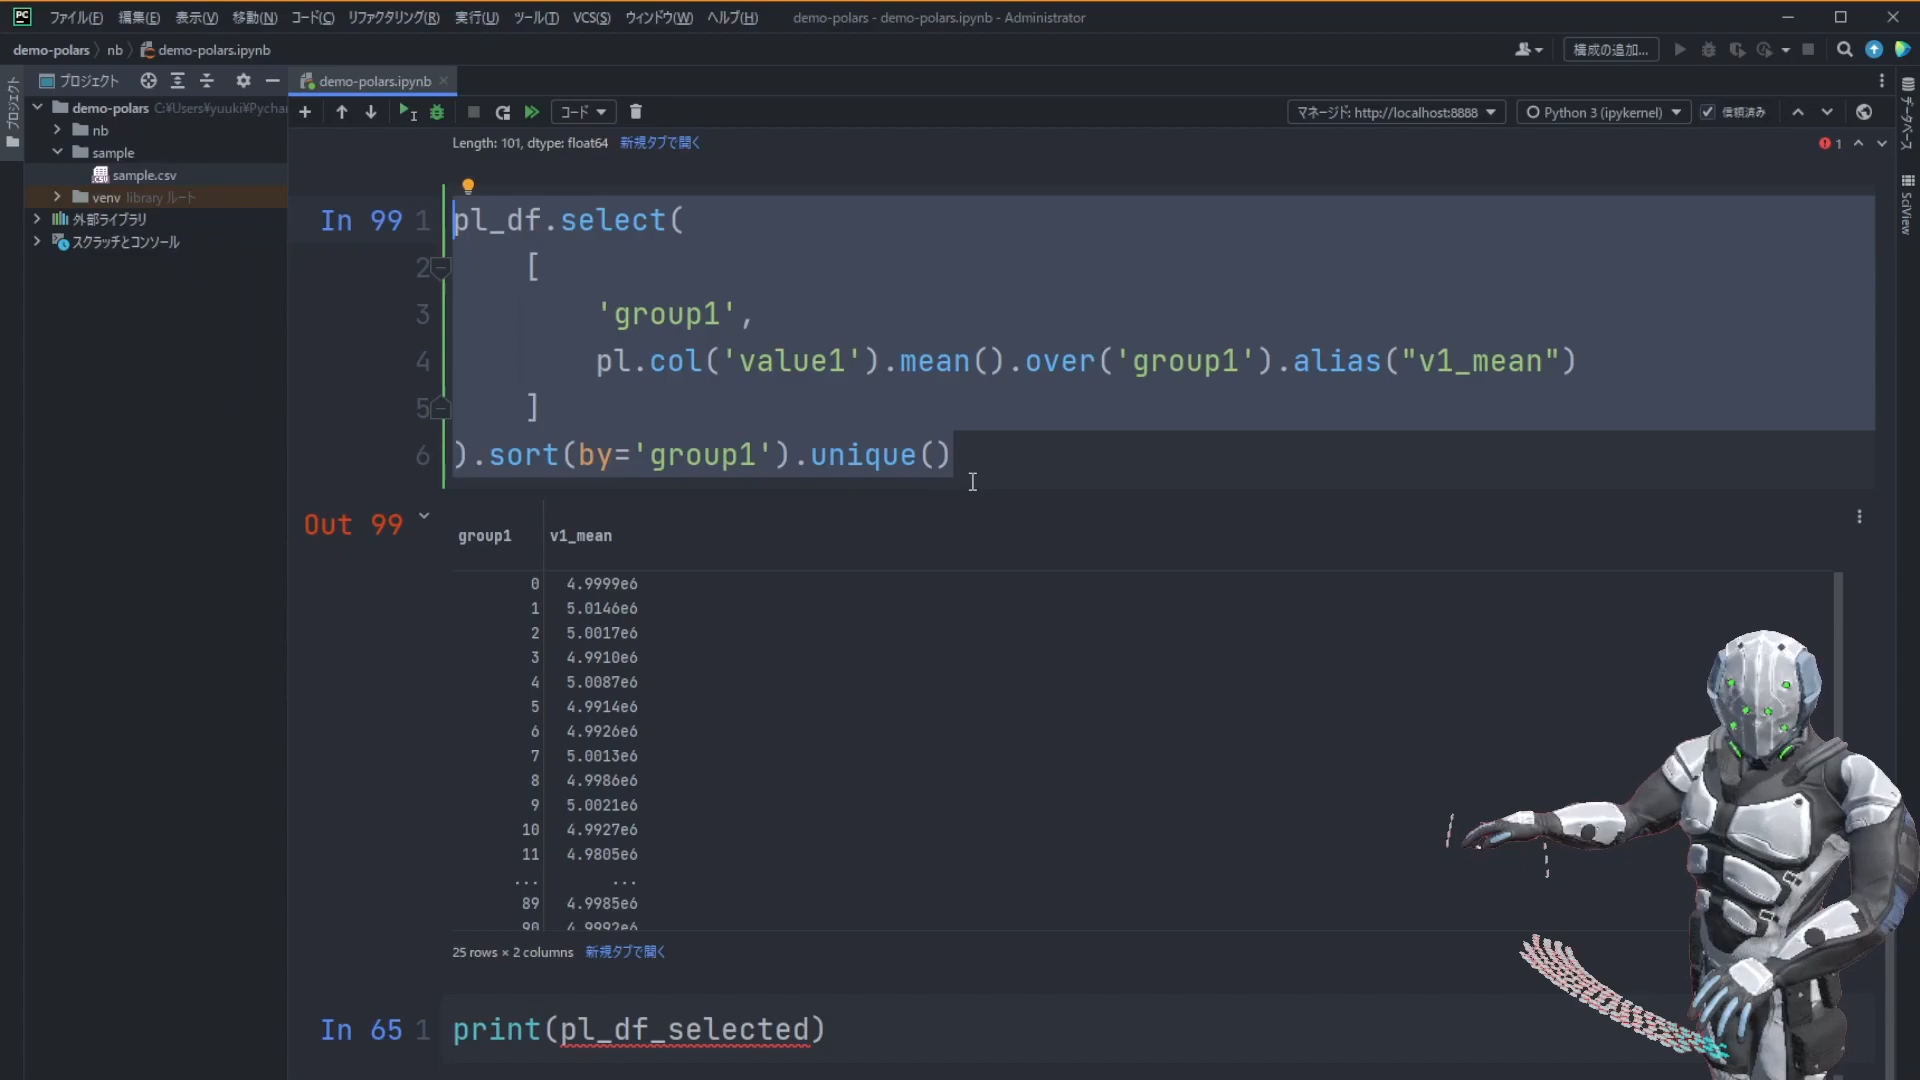 PC ファイル(F) 編集(E) 表示(V) 移動(N) コード(C) リファクタリング(R) 実行(U) ツール(T) VCS(S) ウィンドウ(W) ヘルプ(H) demo-polars - demo-polars.ipynb - Administrator
demo-polars nb demo-polars.ipynb 構成の追加...
プロジェクト プロジェクト demo-polars.ipynb データベース SciView
demo-polars C:¥Users¥yuuki¥Pychar
nb
sample
sample.csv
venv library ルート
外部ライブラリ
スクラッチとコンソール
コード マネージド: http://localhost:8888 Python 3 (ipykernel) 信頼済み
Length: 101, dtype: float64 新規タブで開く 1
In 99 1 pl_df.select(
2 [
3 'group1',
4 pl.col('value1').mean().over('group1').alias("v1_mean")
5 ]
6 ).sort(by='group1').unique()
Out 99
group1 v1_mean
0 4.9999e6
1 5.0146e6
2 5.0017e6
3 4.9910e6
4 5.0087e6
5 4.9914e6
6 4.9926e6
7 5.0013e6
8 4.9986e6
9 5.0021e6
10 4.9927e6
11 4.9805e6
... ...
89 4.9985e6
90 4.9992e6
25 rows × 2 columns 新規タブで開く
In 65 1 print(pl_df_selected)